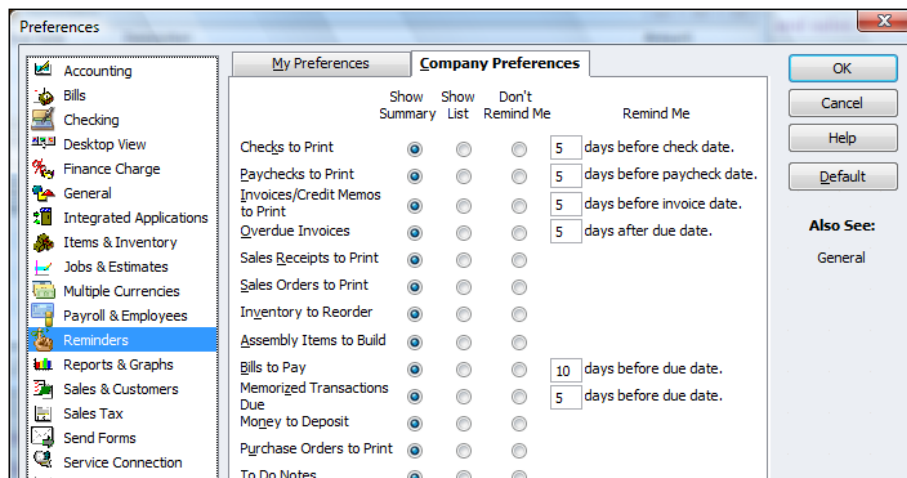 Preferences
Accounting
Bills
Checking
Desktop View
Finance Charge
General
Integrated Applications
Items & Inventory
Jobs & Estimates
Multiple Currencies
Payroll & Employees
Reminders
Reports & Graphs
Sales & Customers
Sales Tax
Send Forms
Service Connection
My Preferences
Company Preferences
Show Summary
Show List
Don't Remind Me
Remind Me
Checks to Print 5 days before check date.
Paychecks to Print 5 days before paycheck date.
Invoices/Credit Memos
to Print 5 days before invoice date.
Overdue Invoices 5 days after due date.
Sales Receipts to Print
Sales Orders to Print
Inventory to Reorder
Assembly Items to Build
Bills to Pay 10 days before due date.
Memorized Transactions
Due 5 days before due date.
Money to Deposit
Purchase Orders to Print
To Do Notes
OK
Cancel
Help
Default
Also See:
General